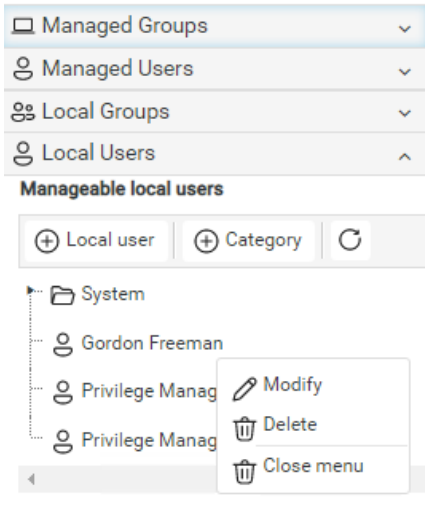 Managed Groups
Managed Users
Local Groups
Local Users
Manageable local users
Local user Category
System
Gordon Freeman
Privilege Manag Modify
Delete
Privilege Manag
Close menu